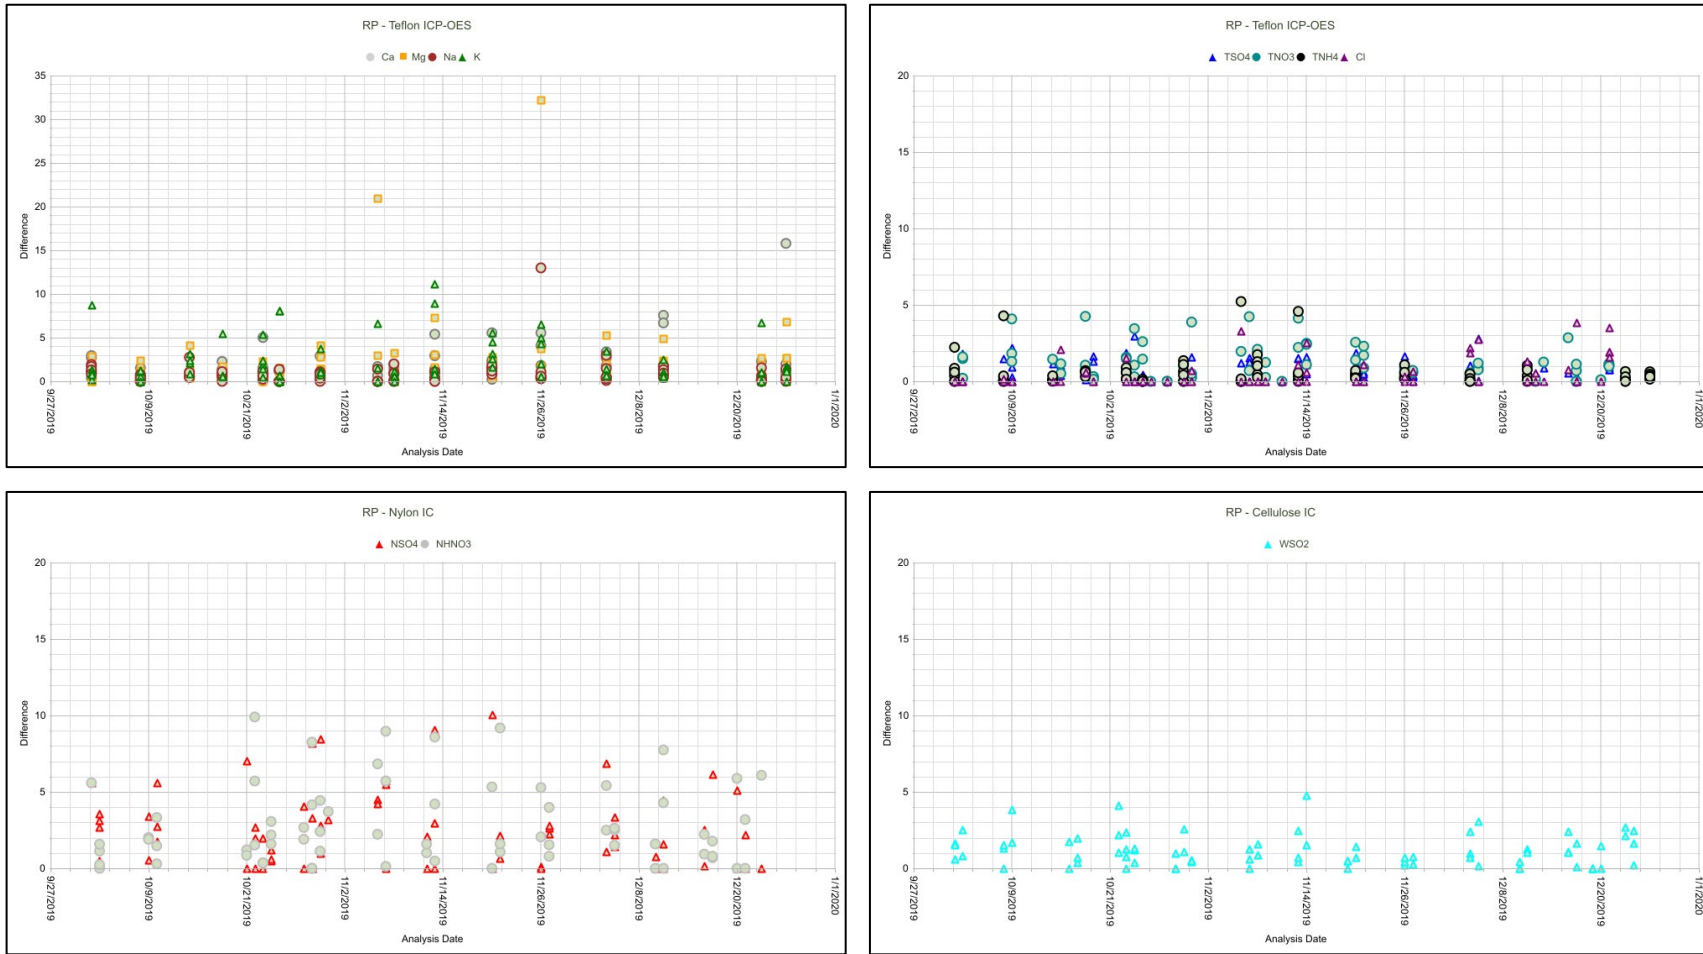 RP - Teflon ICP-OES
Ca Mg Na K
35
30
25
20
15
10
5
0
Difference
9/27/2019 10/9/2019 10/21/2019 11/2/2019 11/14/2019 11/26/2019 12/8/2019 12/20/2019 1/1/2020
Analysis Date
RP - Teflon ICP-OES
TSO4 TNO3 TNH4 Cl
20
15
10
5
0
Difference
9/27/2019 10/9/2019 10/21/2019 11/2/2019 11/14/2019 11/26/2019 12/8/2019 12/20/2019 1/1/2020
Analysis Date
RP - Nylon IC
NSO4 NHNO3
20
15
10
5
0
Difference
9/27/2019 10/9/2019 10/21/2019 11/2/2019 11/14/2019 11/26/2019 12/8/2019 12/20/2019 1/1/2020
Analysis Date
RP - Cellulose IC
WSO2
20
15
10
5
0
Difference
9/27/2019 10/9/2019 10/21/2019 11/2/2019 11/14/2019 11/26/2019 12/8/2019 12/20/2019 1/1/2020
Analysis Date